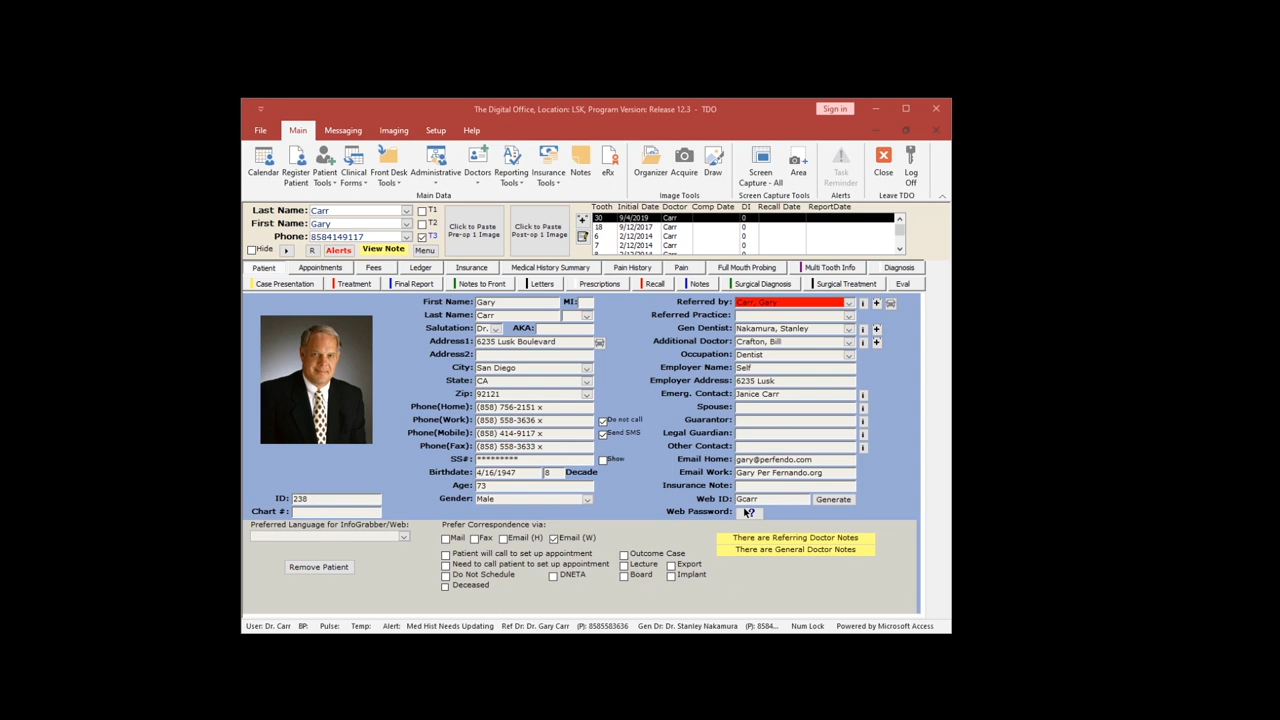 The Digital Office, Location: LSK, Program Version: Release 12.3 - TDO
Sign in
File Main Messaging Imaging Setup Help
Calendar Register Patient Patient Tools Clinical Forms Front Desk Tools Administrative Doctors Reporting Tools Insurance Tools Notes eRx Organizer Acquire Draw Screen Capture - All Area Task Reminder Close Log Off
Main Data Image Tools Screen Capture Tools Alerts Leave TDO
Last Name: Carr T1
First Name: Gary T2
Phone: 8584149117 T3
Hide R Alerts View Note Menu
Click to Paste Pre-op 1 Image
Click to Paste Post-op 1 Image
Tooth Initial Date Doctor Comp Date DI Recall Date ReportDate
30 9/4/2019 Carr 0
18 9/12/2017 Carr 0
6 2/12/2014 Carr 0
7 2/12/2014 Carr 0
Patient Appointments Fees Ledger Insurance Medical History Summary Pain History Pain Full Mouth Probing Multi Tooth Info Diagnosis
Case Presentation Treatment Final Report Notes to Front Letters Prescriptions Recall Notes Surgical Diagnosis Surgical Treatment Eval
First Name: Gary MI:
Last Name: Carr
Salutation: Dr. AKA:
Address1: 6235 Lusk Boulevard
Address2:
City: San Diego
State: CA
Zip: 92121
Phone(Home): (858) 756-2151 x
Phone(Work): (858) 558-3636 x Do not call
Phone(Mobile): (858) 414-9117 x Send SMS
Phone(Fax): (858) 558-3633 x
SS#: ********* Show
Birthdate: 4/16/1947 8 Decade
Age: 73
Gender: Male
Referred by: Carr, Gary
Referred Practice:
Gen Dentist: Nakamura, Stanley
Additional Doctor: Crafton, Bill
Occupation: Dentist
Employer Name: Self
Employer Address: 6235 Lusk
Emerg. Contact: Janice Carr
Spouse:
Guarantor:
Legal Guardian:
Other Contact:
Email Home: gary@perfendo.com
Email Work: Gary Per Fernando.org
Insurance Note:
Web ID: Gcarr Generate
Web Password: ?
ID: 238
Chart #:
Preferred Language for InfoGrabber/Web:
Remove Patient
Prefer Correspondence via:
Mail Fax Email (H) Email (W)
Patient will call to set up appointment Outcome Case
Need to call patient to set up appointment Lecture Export
Do Not Schedule DNETA Board Implant
Deceased
There are Referring Doctor Notes
There are General Doctor Notes
User: Dr. Carr BP: Pulse: Temp: Alert: Med Hist Needs Updating Ref Dr: Dr. Gary Carr (P): 8585583636 Gen Dr: Dr. Stanley Nakamura (P): 8584... Num Lock Powered by Microsoft Access